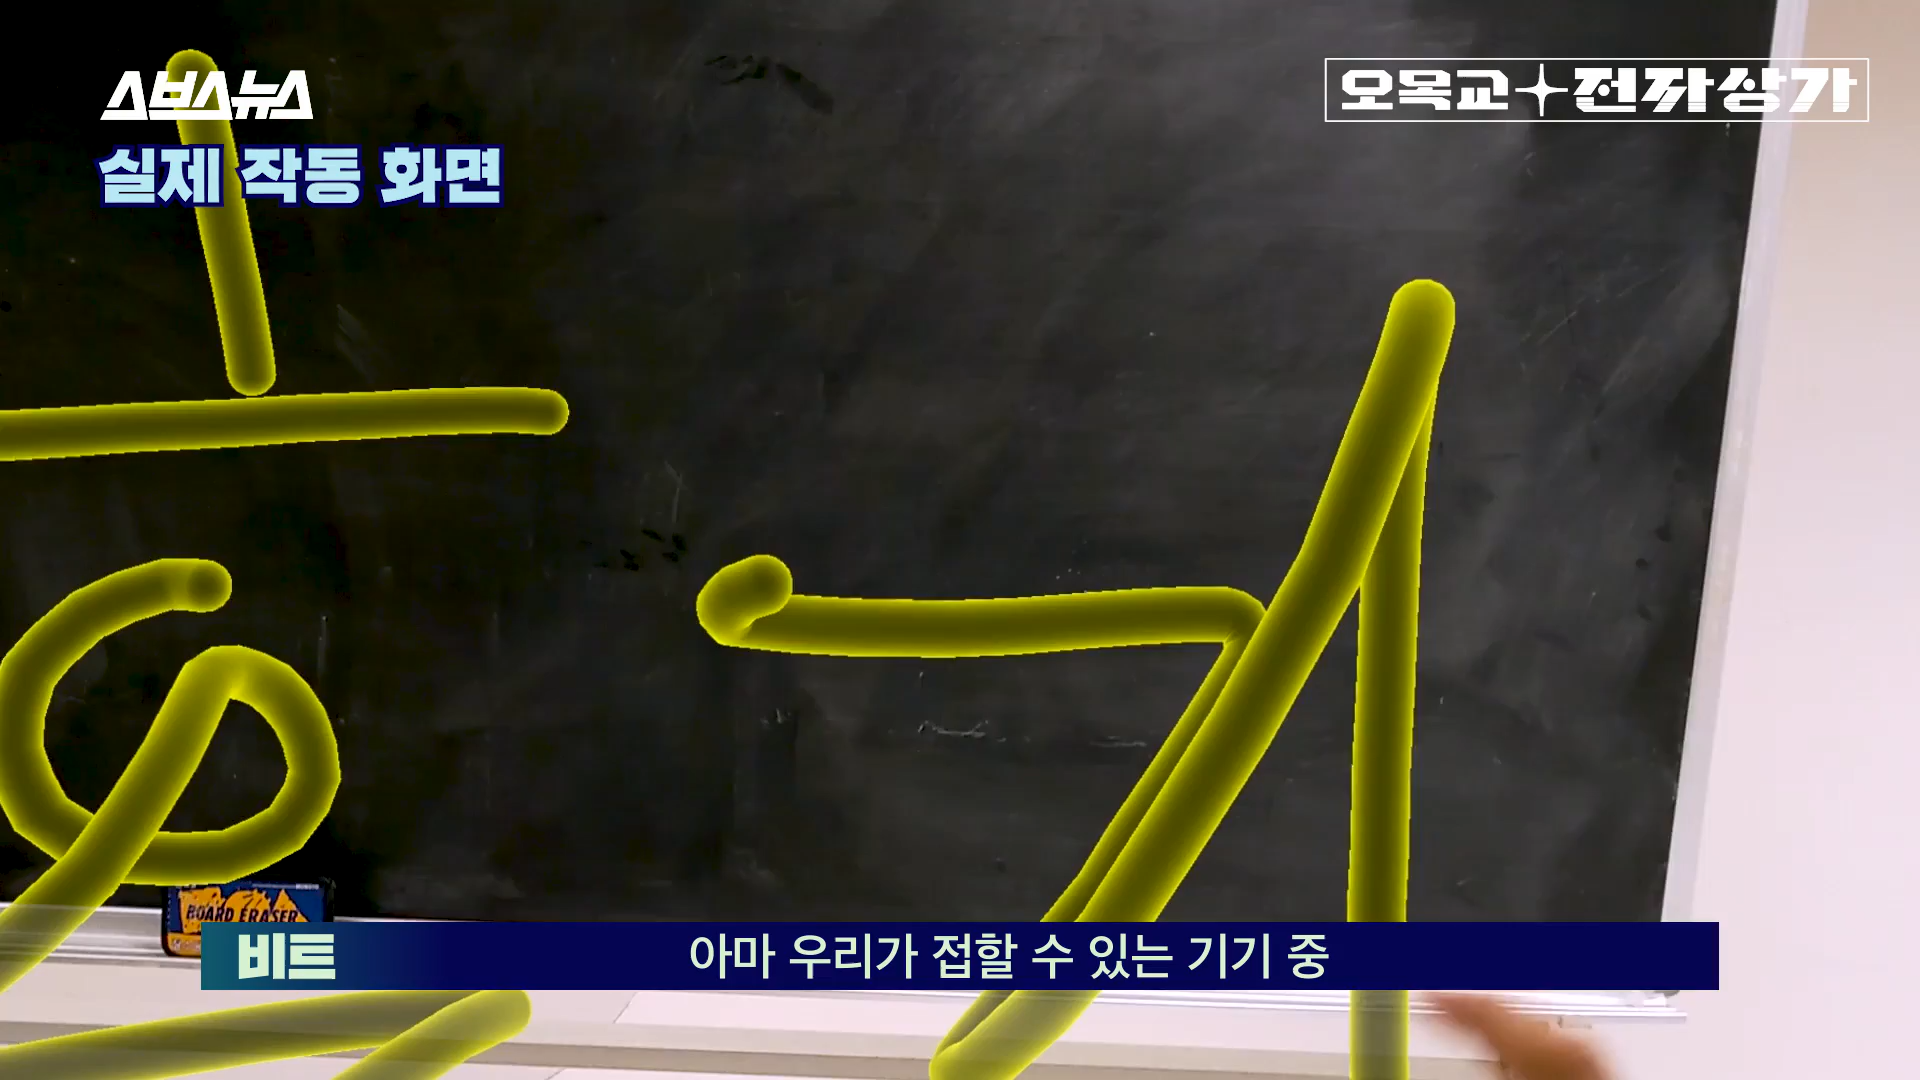 스브스뉴스
오목교 전자상가
실제 작동 화면
BOARD ERASER
비트
아마 우리가 접할 수 있는 기기 중